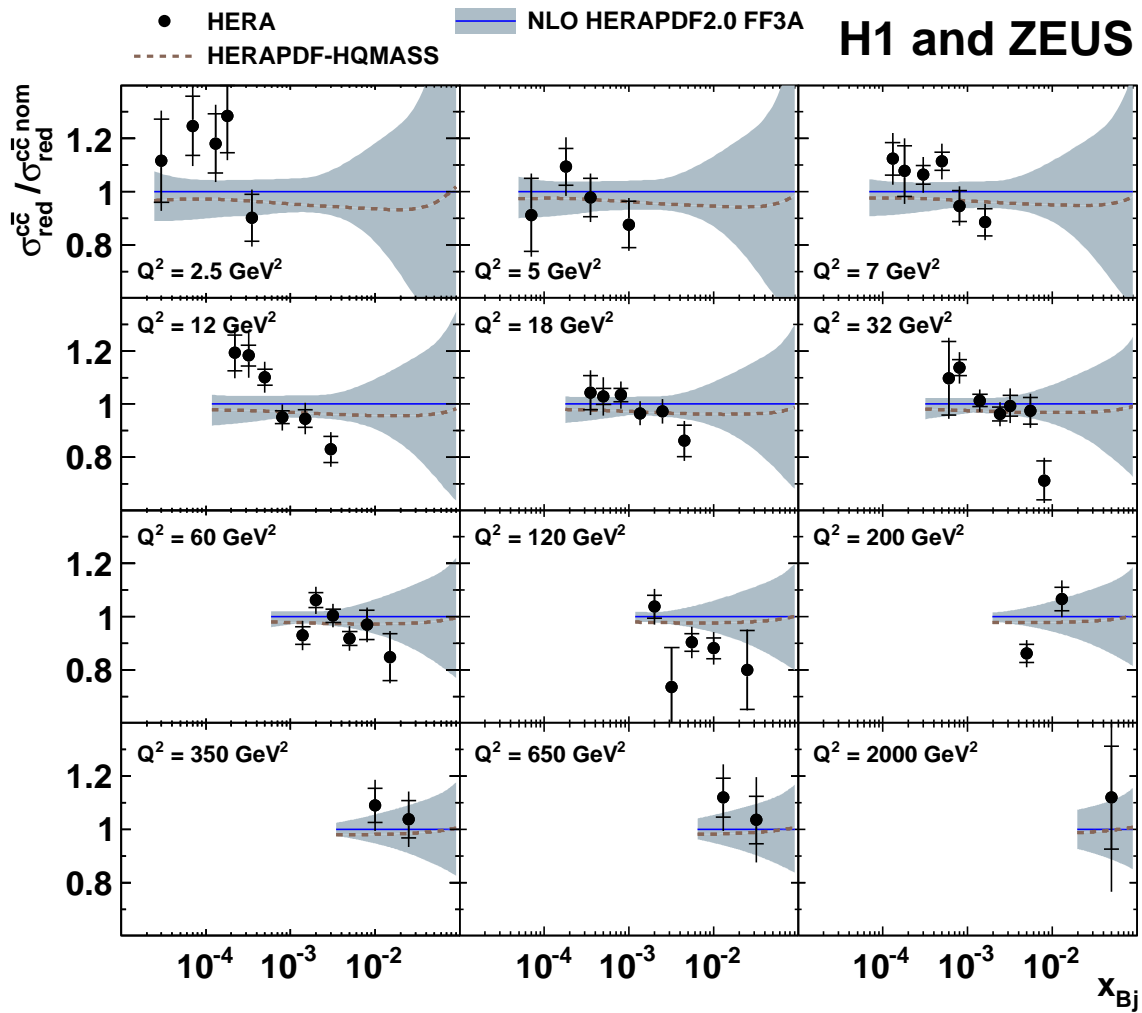 HERA
NLO HERAPDF2.0 FF3A
H1 and ZEUS
HERAPDF-HQMASS
σ_red^cc̄ / σ_red^cc̄ nom
1.2
1
0.8
Q² = 2.5 GeV²
Q² = 5 GeV²
Q² = 7 GeV²
Q² = 12 GeV²
Q² = 18 GeV²
Q² = 32 GeV²
1.2
1
0.8
Q² = 60 GeV²
Q² = 120 GeV²
Q² = 200 GeV²
1.2
1
0.8
Q² = 350 GeV²
Q² = 650 GeV²
Q² = 2000 GeV²
1.2
1
0.8
10⁻⁴ 10⁻³ 10⁻² 10⁻⁴ 10⁻³ 10⁻² 10⁻⁴ 10⁻³ 10⁻²
x_Bj